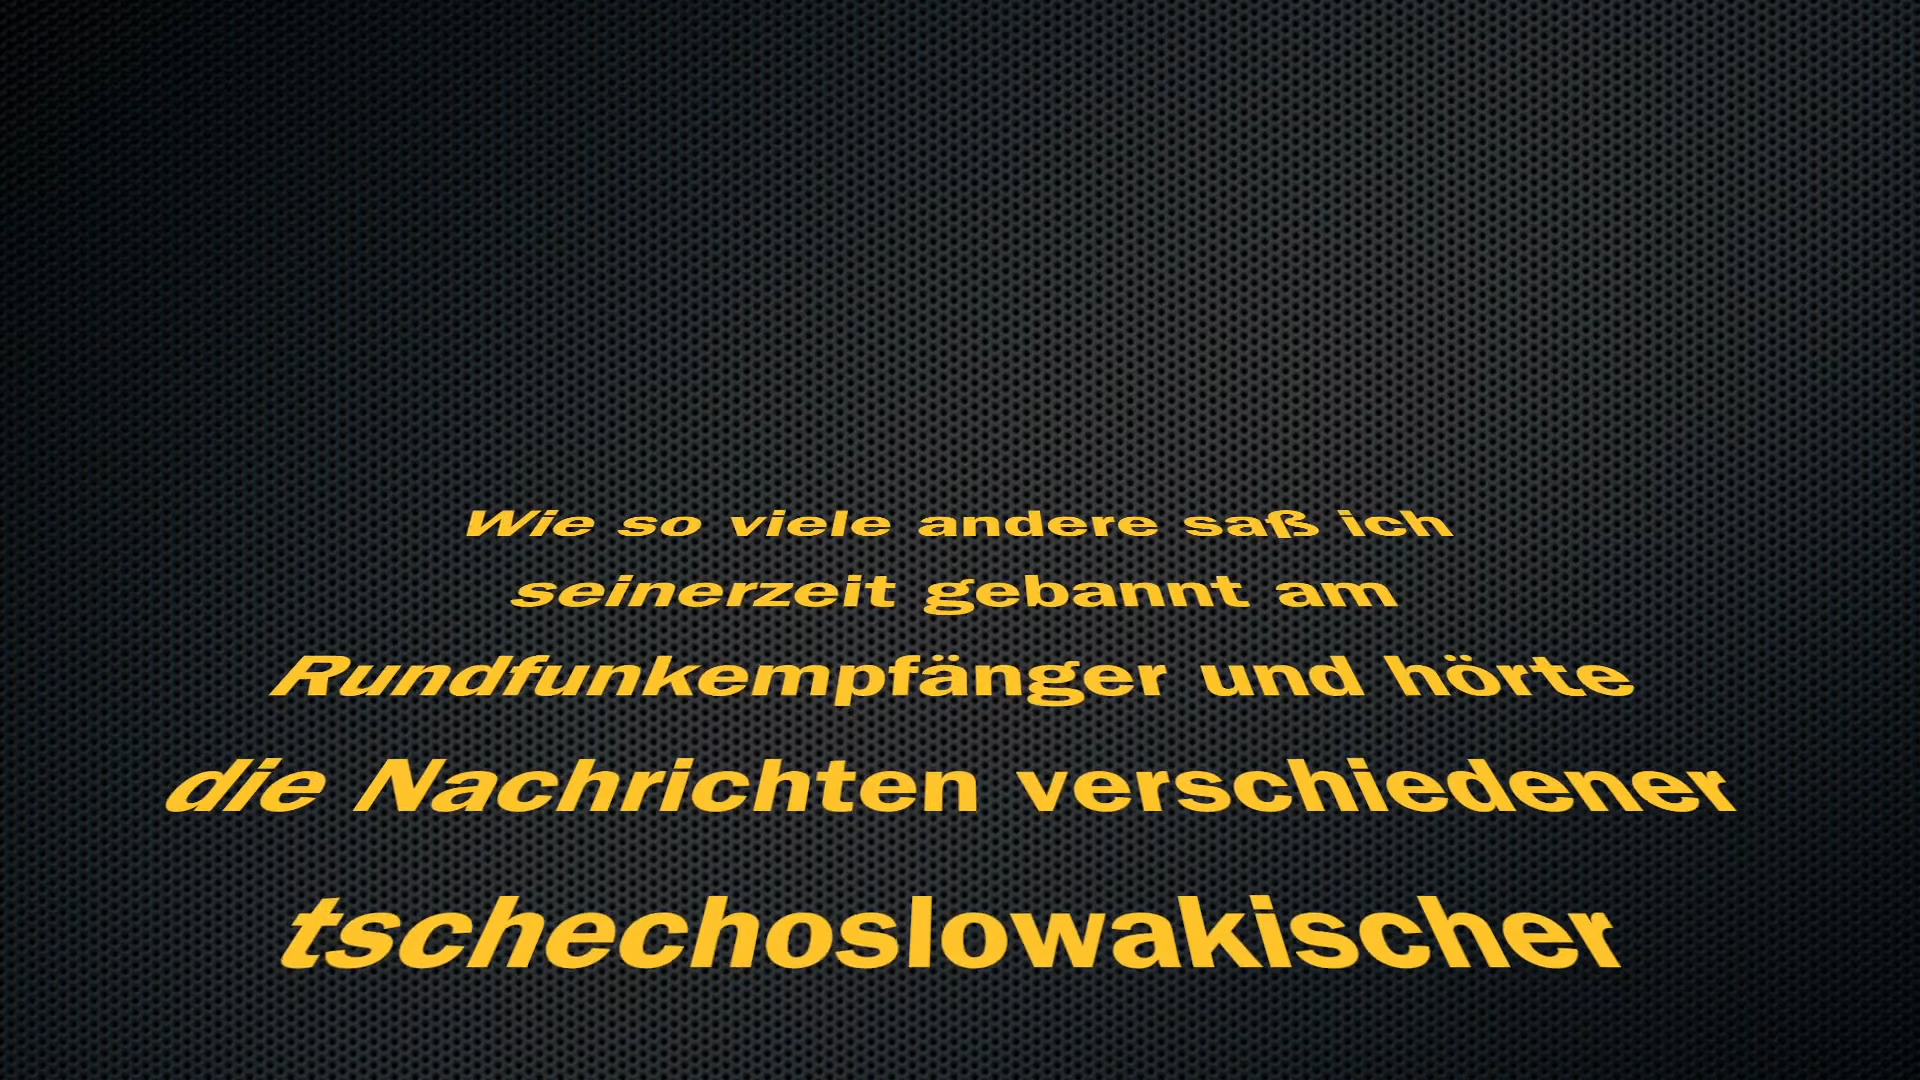 Wie so viele andere saß ich
seinerzeit gebannt am
Rundfunkempfänger und hörte
die Nachrichten verschiedener
tschechoslowakischer